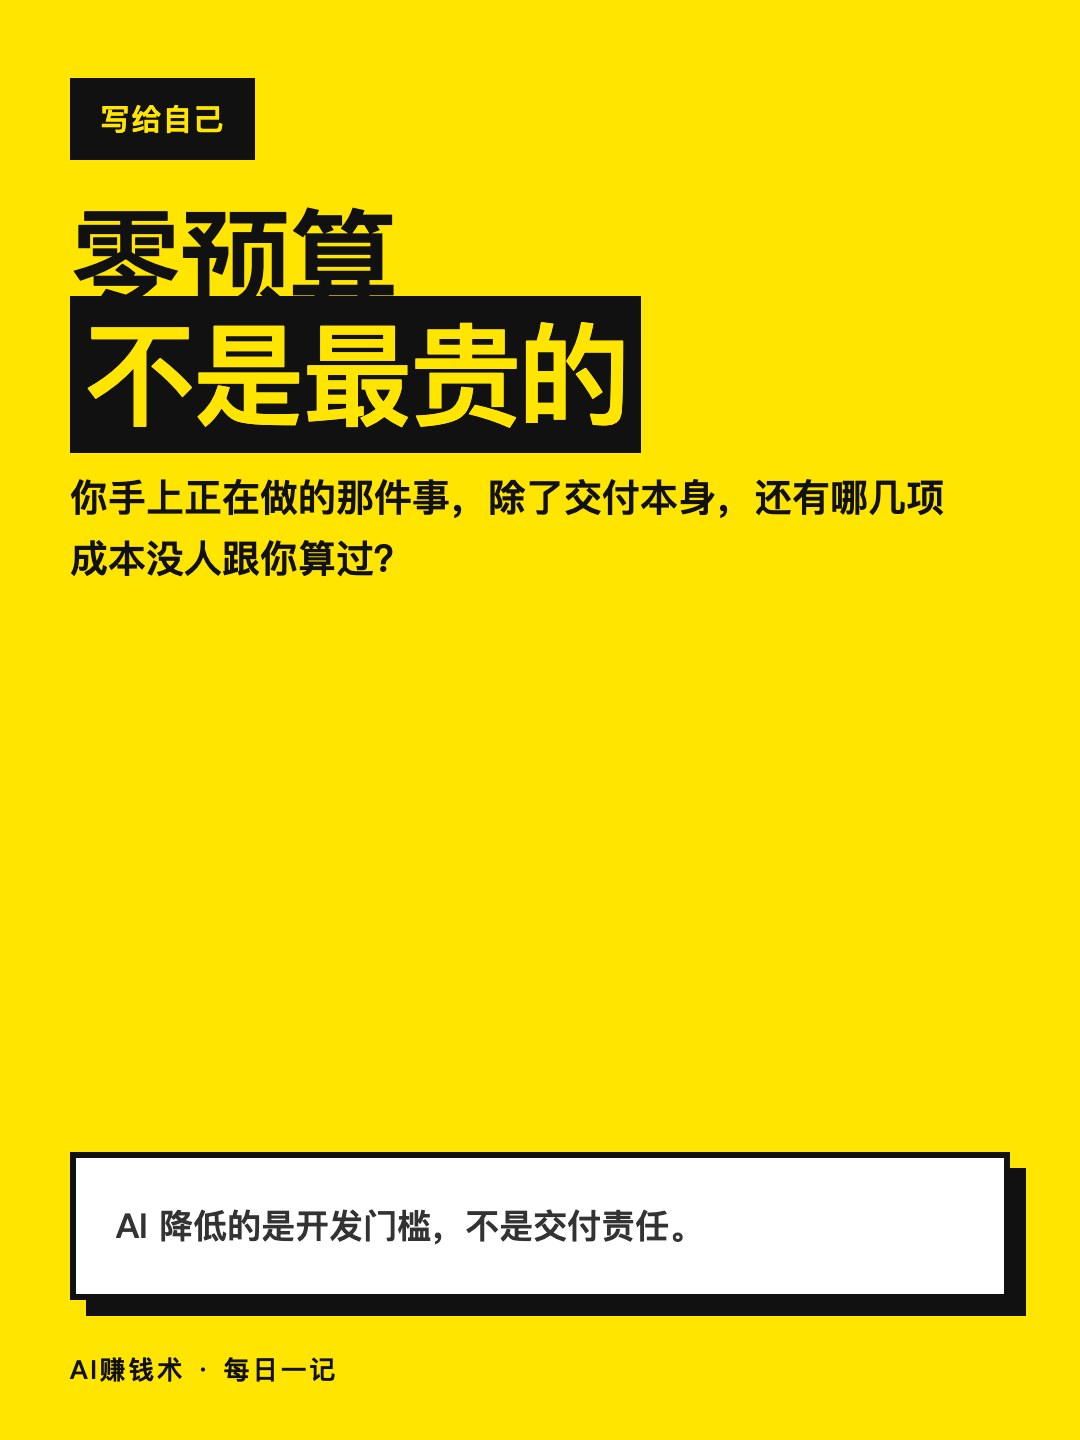 写给自己
零预算
不是最贵的
你手上正在做的那件事，除了交付本身，还有哪几项
成本没人跟你算过？
AI 降低的是开发门槛，不是交付责任。
AI赚钱术 · 每日一记